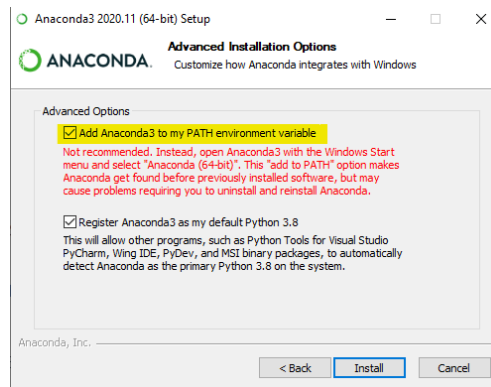 Anaconda3 2020.11 (64-bit) Setup
ANACONDA.
Advanced Installation Options
Customize how Anaconda integrates with Windows
Advanced Options
Add Anaconda3 to my PATH environment variable
Not recommended. Instead, open Anaconda3 with the Windows Start
menu and select "Anaconda (64-bit)". This "add to PATH" option makes
Anaconda get found before previously installed software, but may
cause problems requiring you to uninstall and reinstall Anaconda.
Register Anaconda3 as my default Python 3.8
This will allow other programs, such as Python Tools for Visual Studio
PyCharm, Wing IDE, PyDev, and MSI binary packages, to automatically
detect Anaconda as the primary Python 3.8 on the system.
Anaconda, Inc.
< Back
Install
Cancel